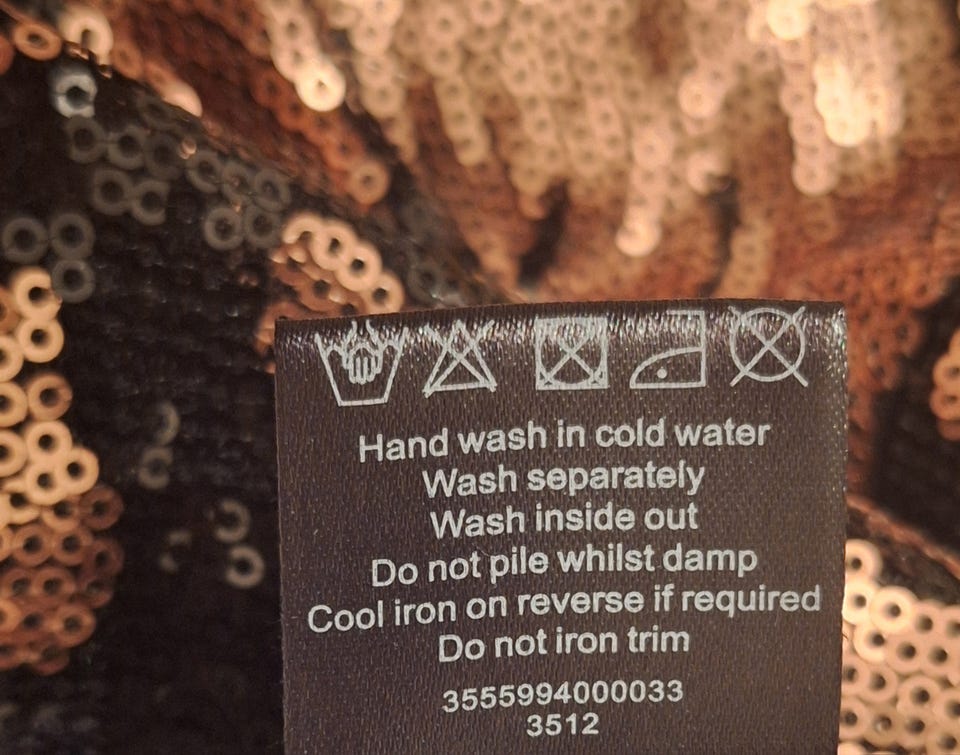 Hand wash in cold water
Wash separately
Wash inside out
Do not pile whilst damp
Cool iron on reverse if required
Do not iron trim
3555994000033
3512